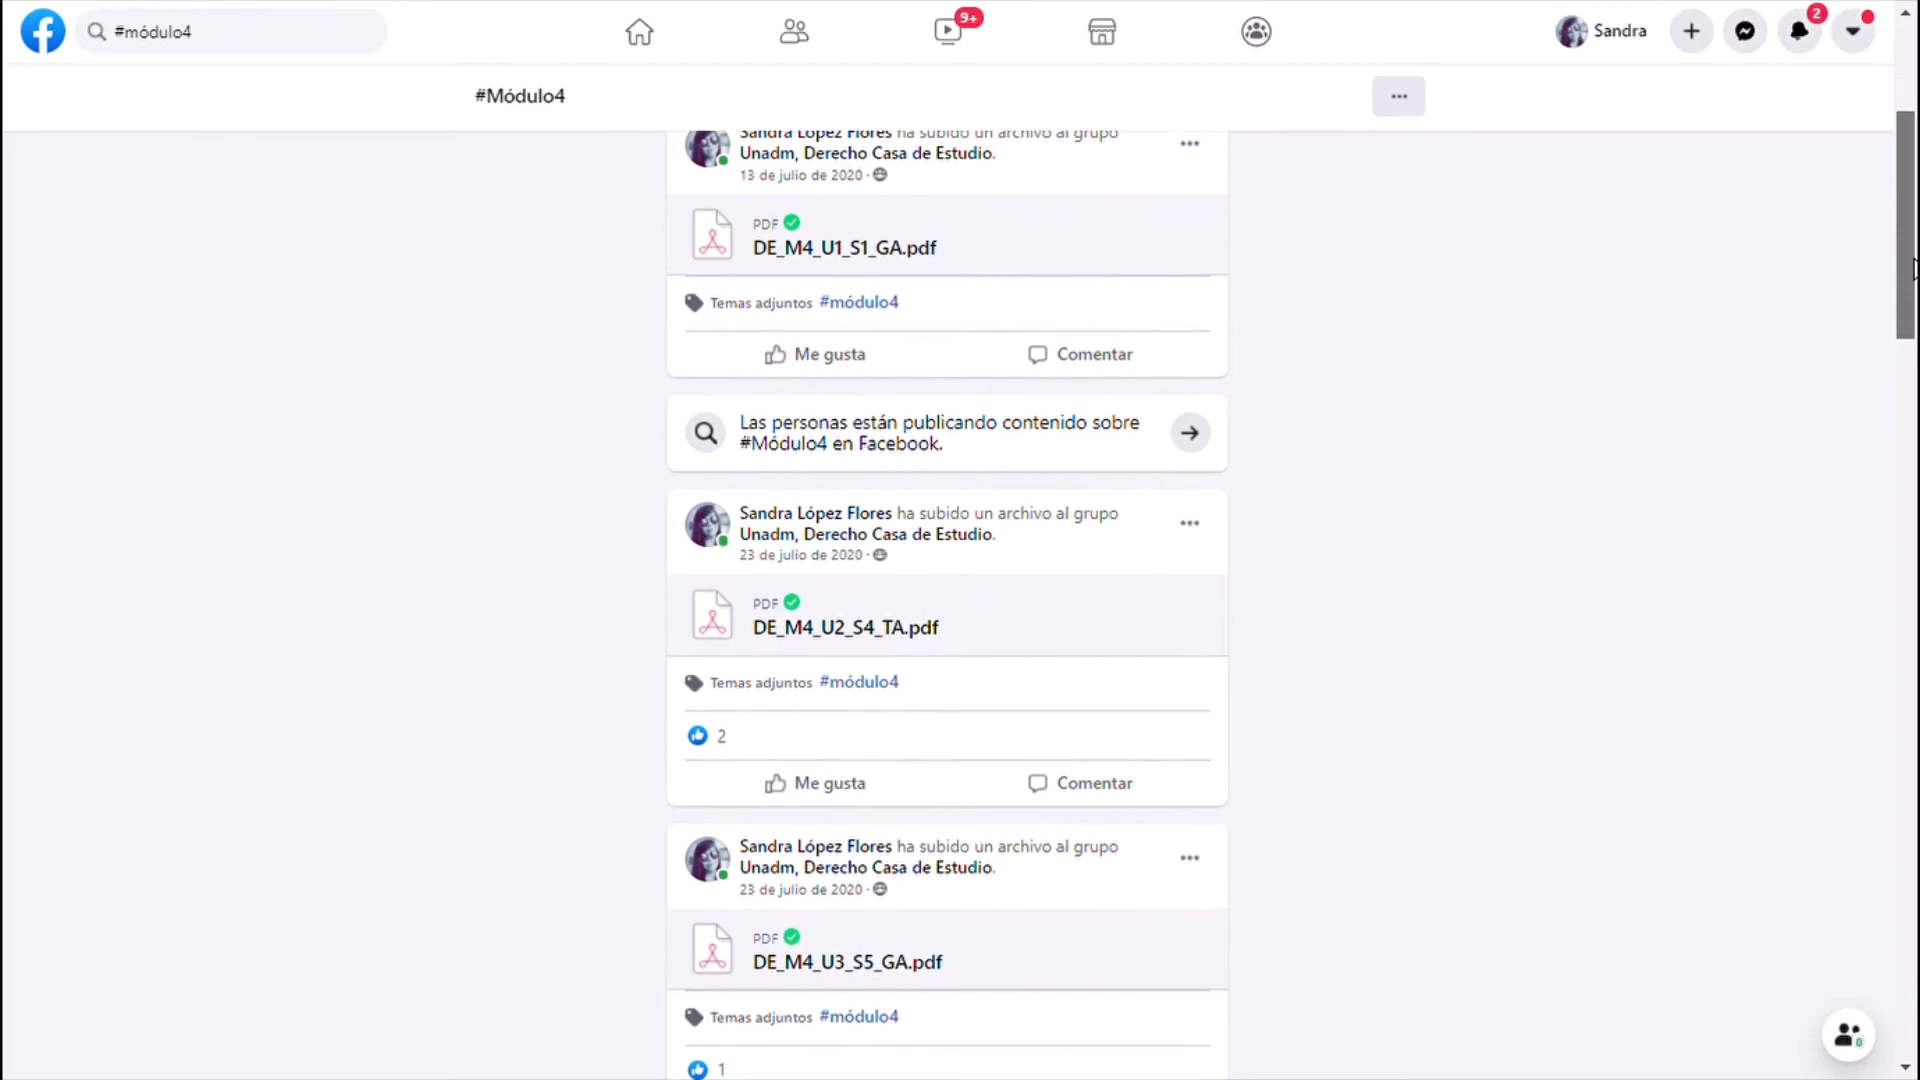 #módulo4
9+
Sandra
2
#Módulo4
Sandra López Flores ha subido un archivo al grupo
Unadm, Derecho Casa de Estudio.
13 de julio de 2020 ·
PDF
DE_M4_U1_S1_GA.pdf
Temas adjuntos #módulo4
Me gusta
Comentar
Las personas están publicando contenido sobre
#Módulo4 en Facebook.
Sandra López Flores ha subido un archivo al grupo
Unadm, Derecho Casa de Estudio.
23 de julio de 2020 ·
PDF
DE_M4_U2_S4_TA.pdf
Temas adjuntos #módulo4
2
Me gusta
Comentar
Sandra López Flores ha subido un archivo al grupo
Unadm, Derecho Casa de Estudio.
23 de julio de 2020 ·
PDF
DE_M4_U3_S5_GA.pdf
Temas adjuntos #módulo4
1
0